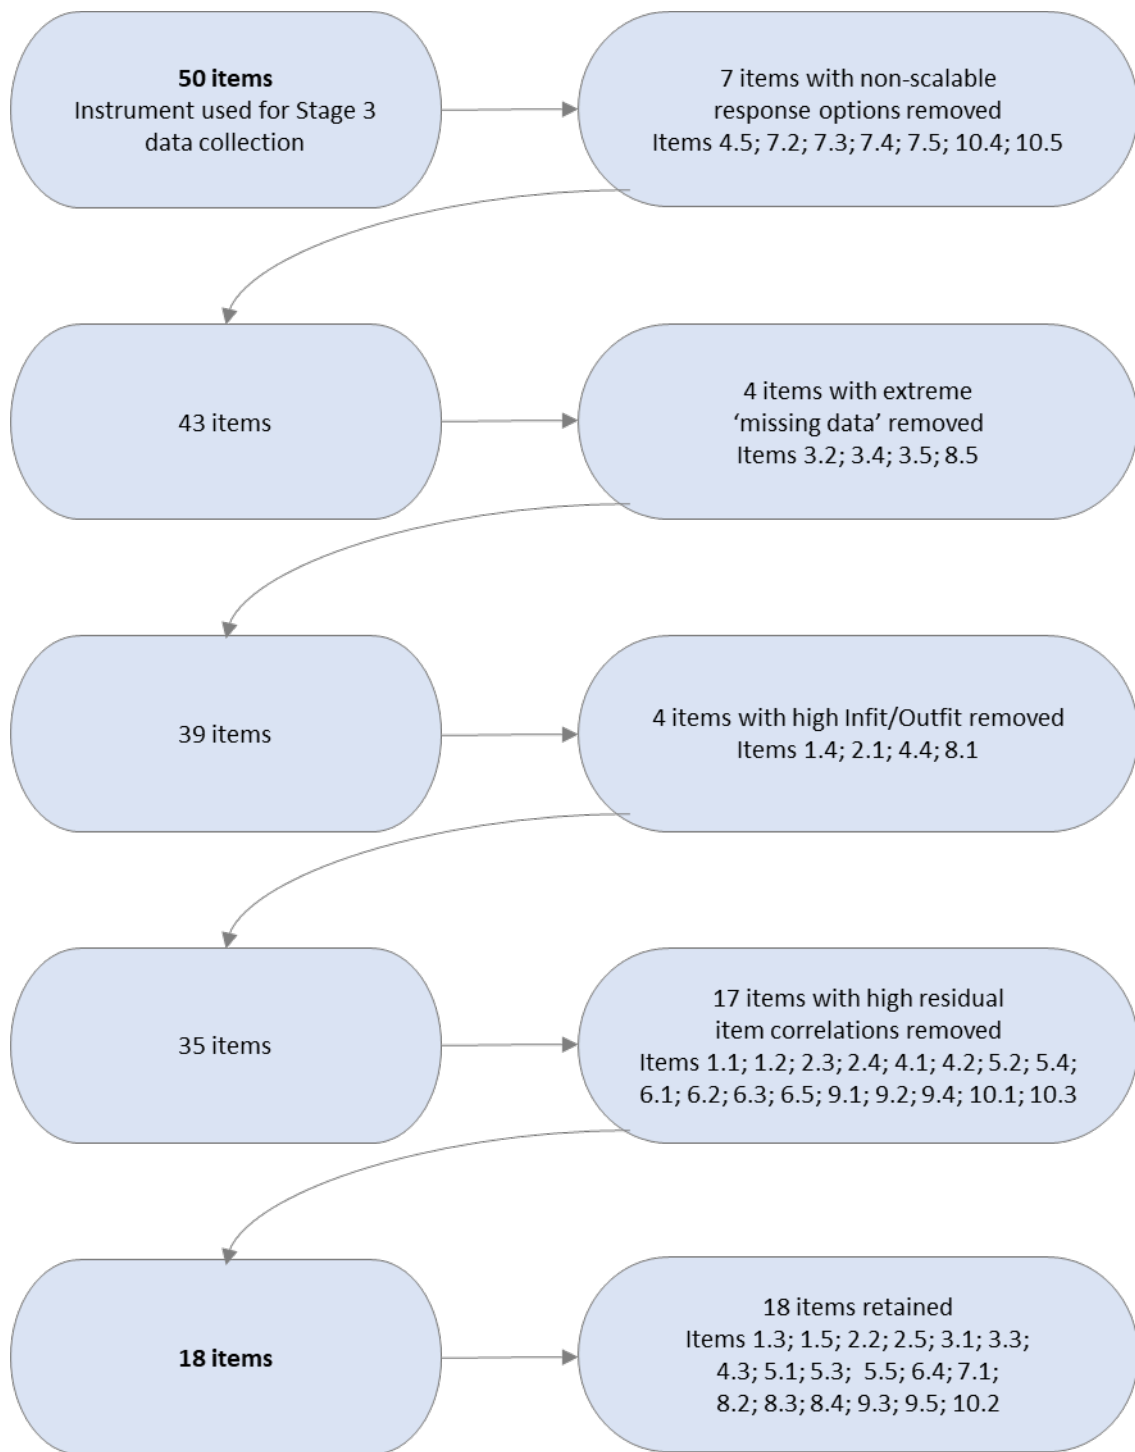 50 items
Instrument used for Stage 3
data collection
7 items with non-scalable
response options removed
Items 4.5; 7.2; 7.3; 7.4; 7.5; 10.4; 10.5
43 items
4 items with extreme
‘missing data’ removed
Items 3.2; 3.4; 3.5; 8.5
39 items
4 items with high Infit/Outfit removed
Items 1.4; 2.1; 4.4; 8.1
35 items
17 items with high residual
item correlations removed
Items 1.1; 1.2; 2.3; 2.4; 4.1; 4.2; 5.2; 5.4;
6.1; 6.2; 6.3; 6.5; 9.1; 9.2; 9.4; 10.1; 10.3
18 items
18 items retained
Items 1.3; 1.5; 2.2; 2.5; 3.1; 3.3;
4.3; 5.1; 5.3;  5.5; 6.4; 7.1;
8.2; 8.3; 8.4; 9.3; 9.5; 10.2